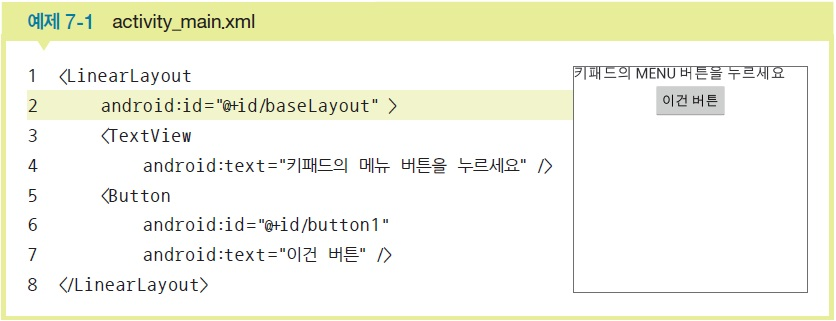 예제 7-1 activity_main.xml
1 <LinearLayout
2 android:id="@+id/baseLayout" >
3 <TextView
4 android:text="키패드의 메뉴 버튼을 누르세요" />
5 <Button
6 android:id="@+id/button1"
7 android:text="이건 버튼" />
8 </LinearLayout>
키패드의 MENU 버튼을 누르세요
이건 버튼